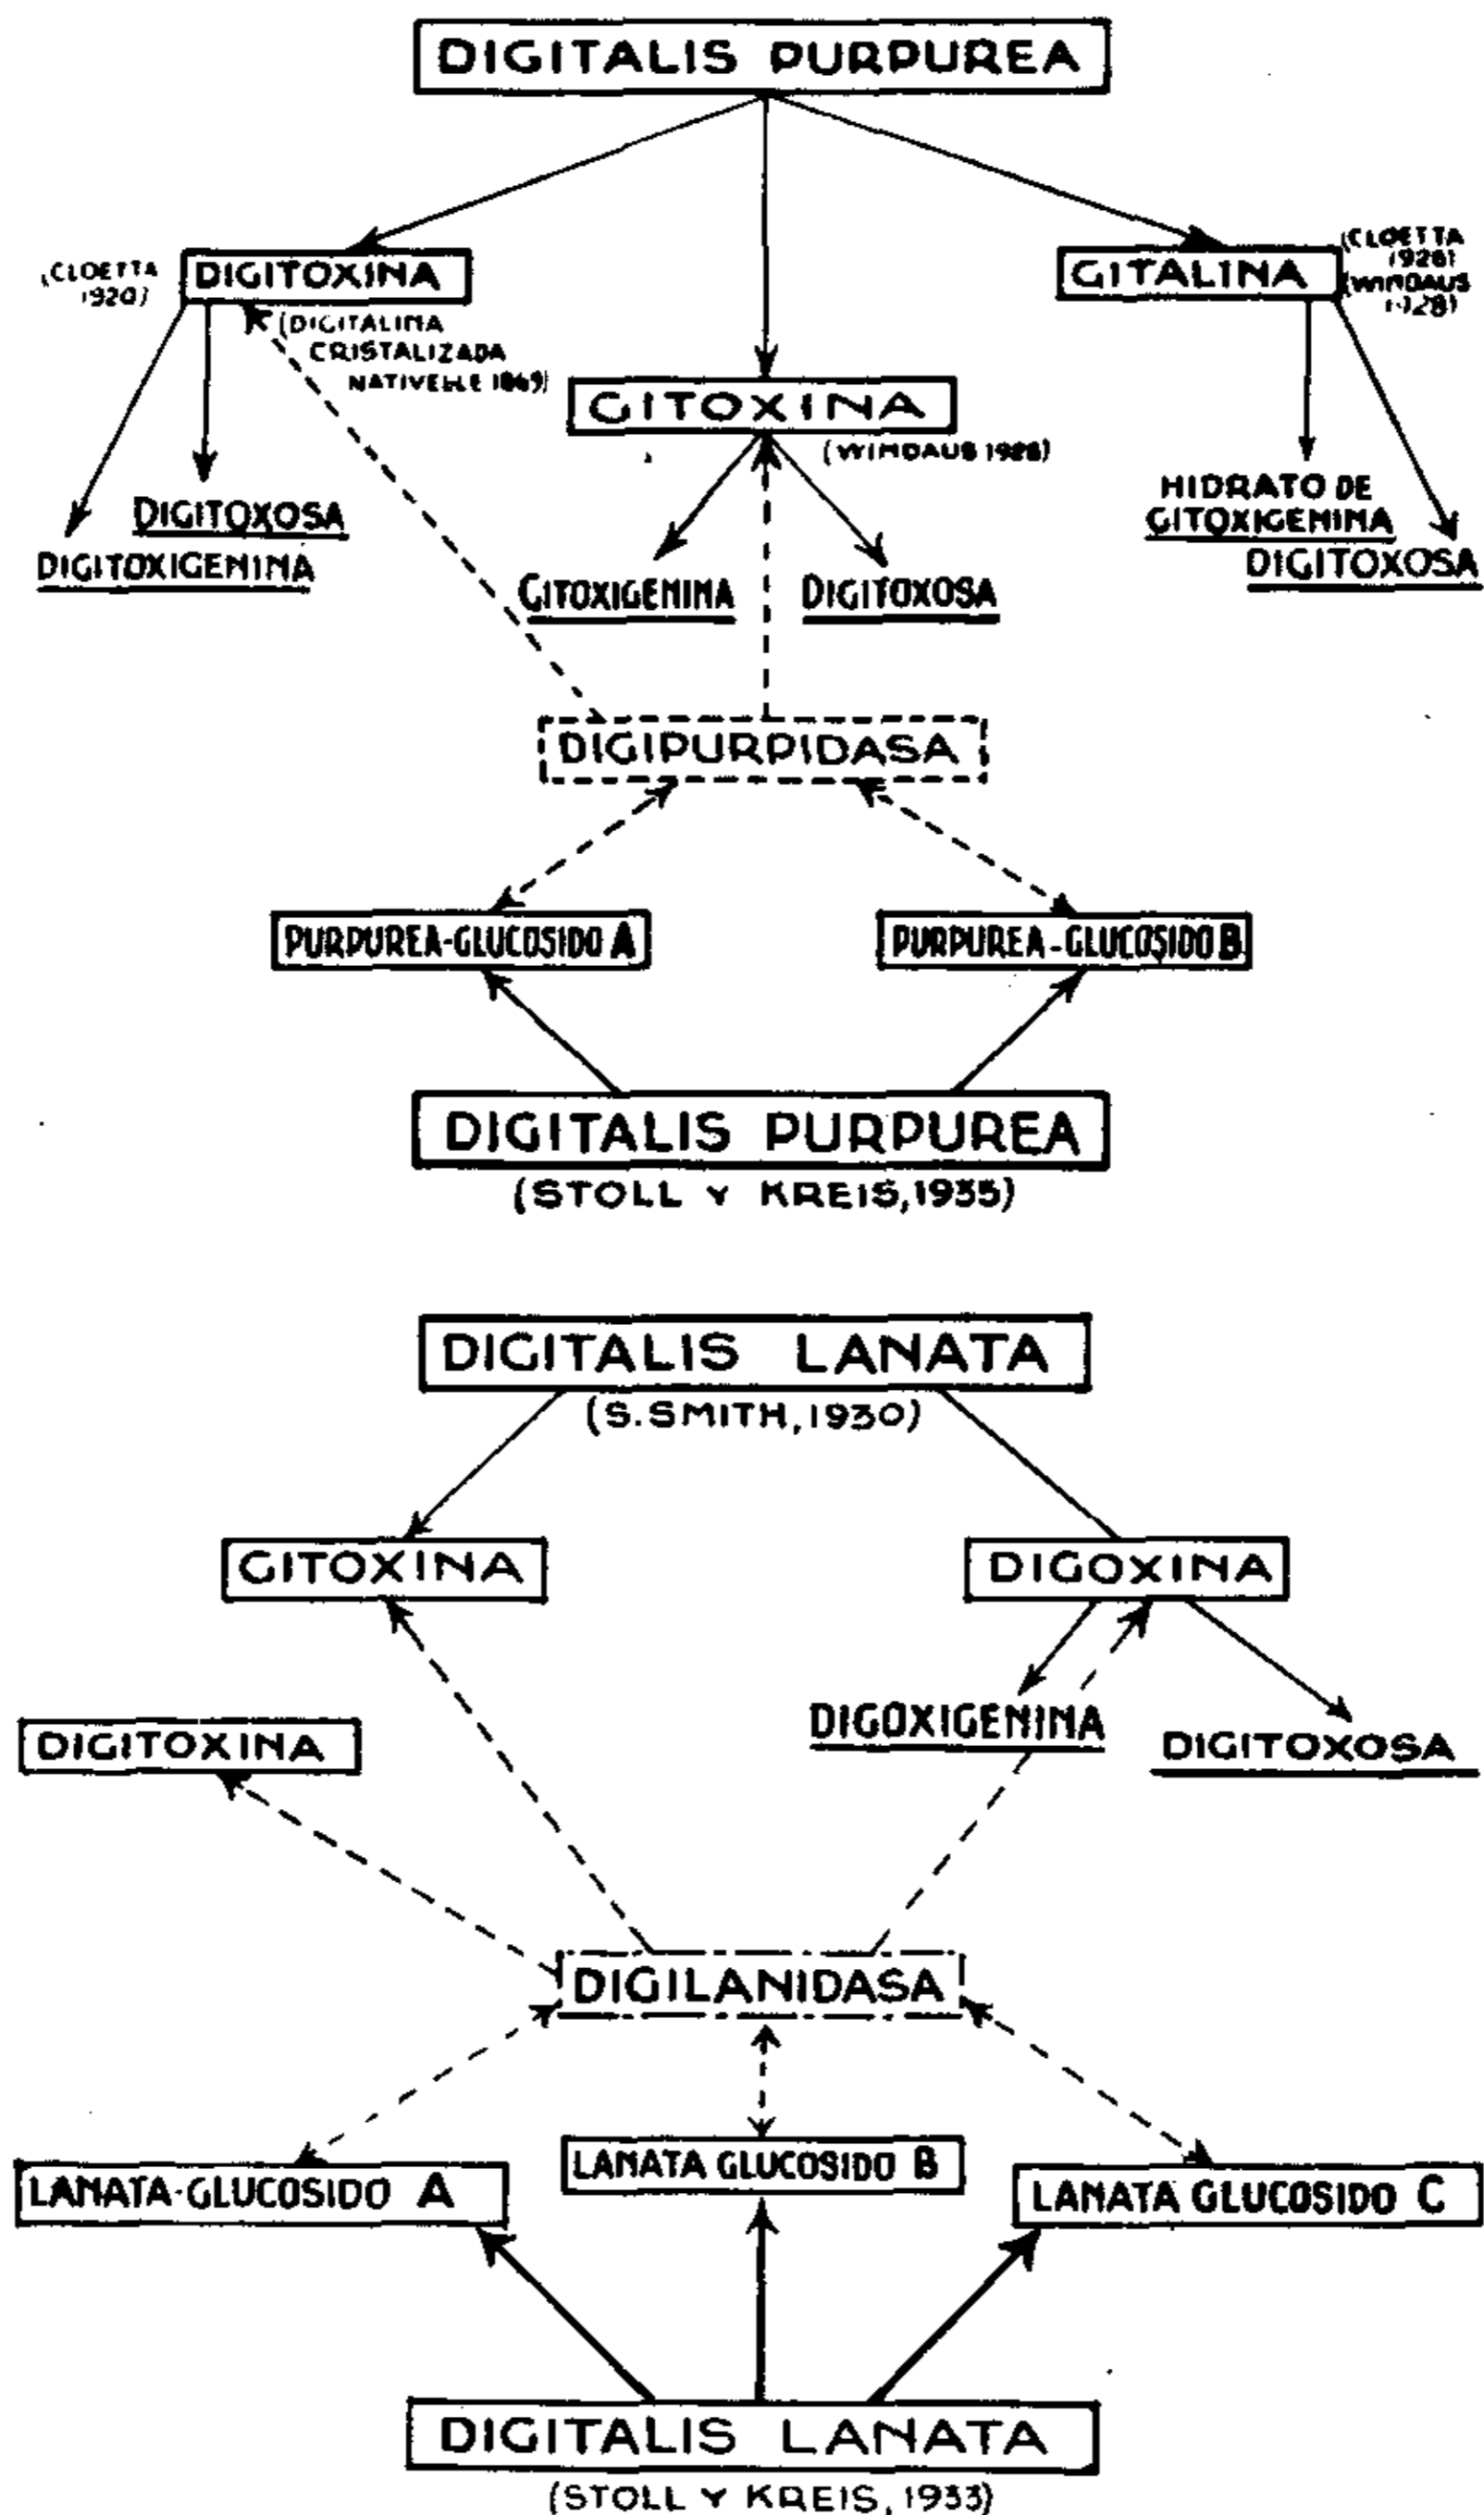 DIGITALIS PURPUREA
(CLOETTA
1920)
DIGITOXINA
(DIGITALINA
CRISTALIZADA
NATIVELLE 1869)
GITOXINA
(WINDAUS
GITALINA
(CLOETTA
(WINDAUS
1928)
DIGITOXOSA
DIGITOXIGENINA
GITOXIGENINA
DIGITOXOSA
HIDRATO DE
GITOXIGENINA
DIGITOXOSA
DIGIPURPIDASA
PURPUREA-GLUCOSIDO A
PURPUREA-GLUCOSIDO B
DIGITALIS PURPUREA
(STOLL Y KREIS, 1935)
DIGITALIS LANATA
(S. SMITH, 1930)
GITOXINA
DIGOXINA
DIGITOXINA
DIGOXIGENINA
DIGITOXOSA
DIGILANIDASA
LANATA-GLUCOSIDO A
LANATA GLUCOSIDO B
LANATA GLUCOSIDO C
DIGITALIS LANATA
(STOLL Y KREIS, 1933)